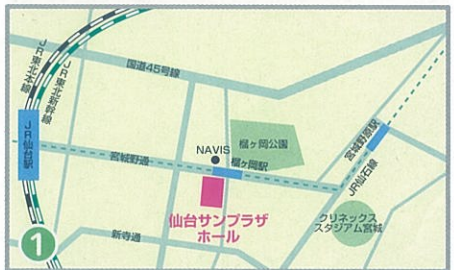 JR東北本線
JR東北新幹線
国道45号線
JR仙台駅
NAVIS
榴ヶ岡公園
宮城野通
榴ヶ岡駅
宮城野原駅
JR仙石線
仙台サンプラザ
ホール
クリネックス
スタジアム宮城
新寺通
1